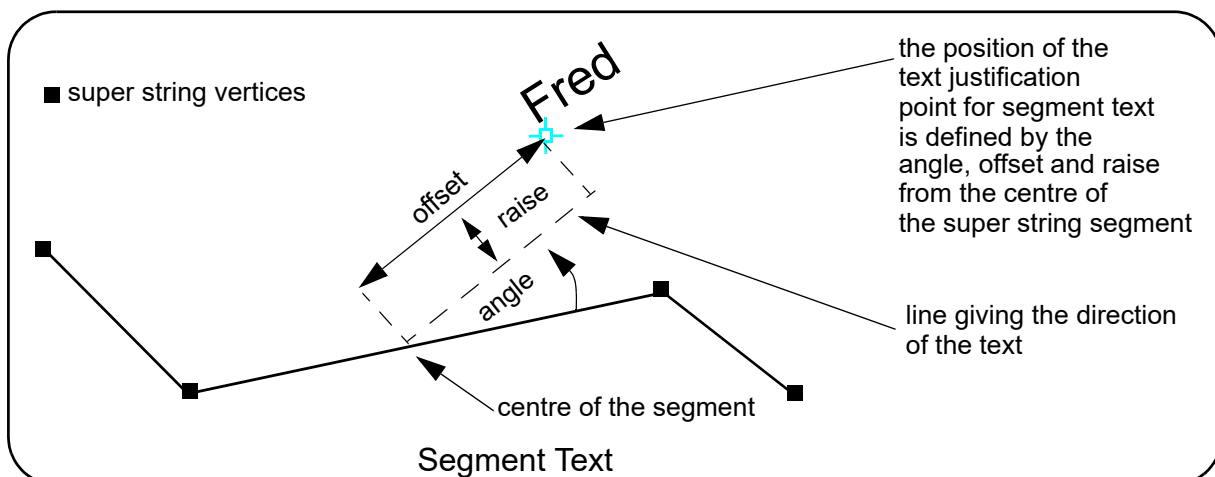 Fred
super string vertices
the position of the
text justification
point for segment text
is defined by the
angle, offset and raise
from the centre of
the super string segment
offset
raise
angle
line giving the direction
of the text
centre of the segment
Segment Text